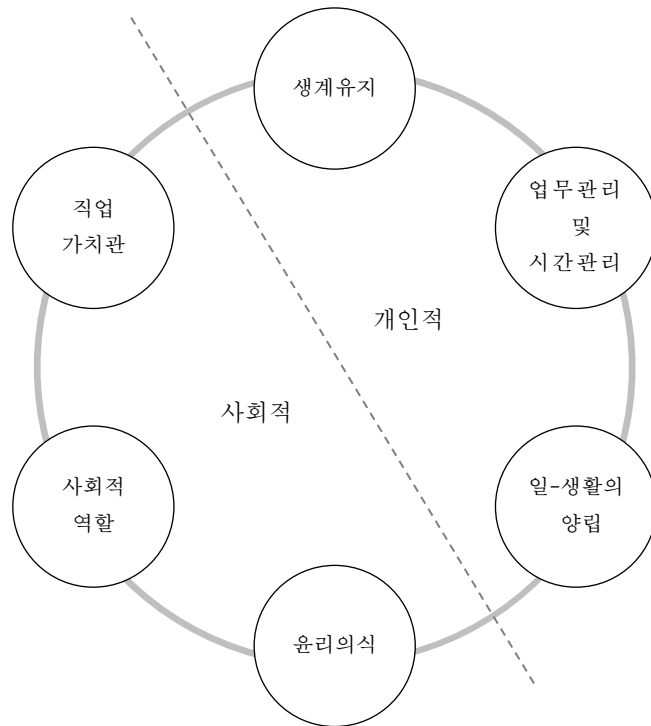 생계유지
직업
가치관
업무관리
및
시간관리
개인적
사회적
사회적
역할
일-생활의
양립
윤리의식